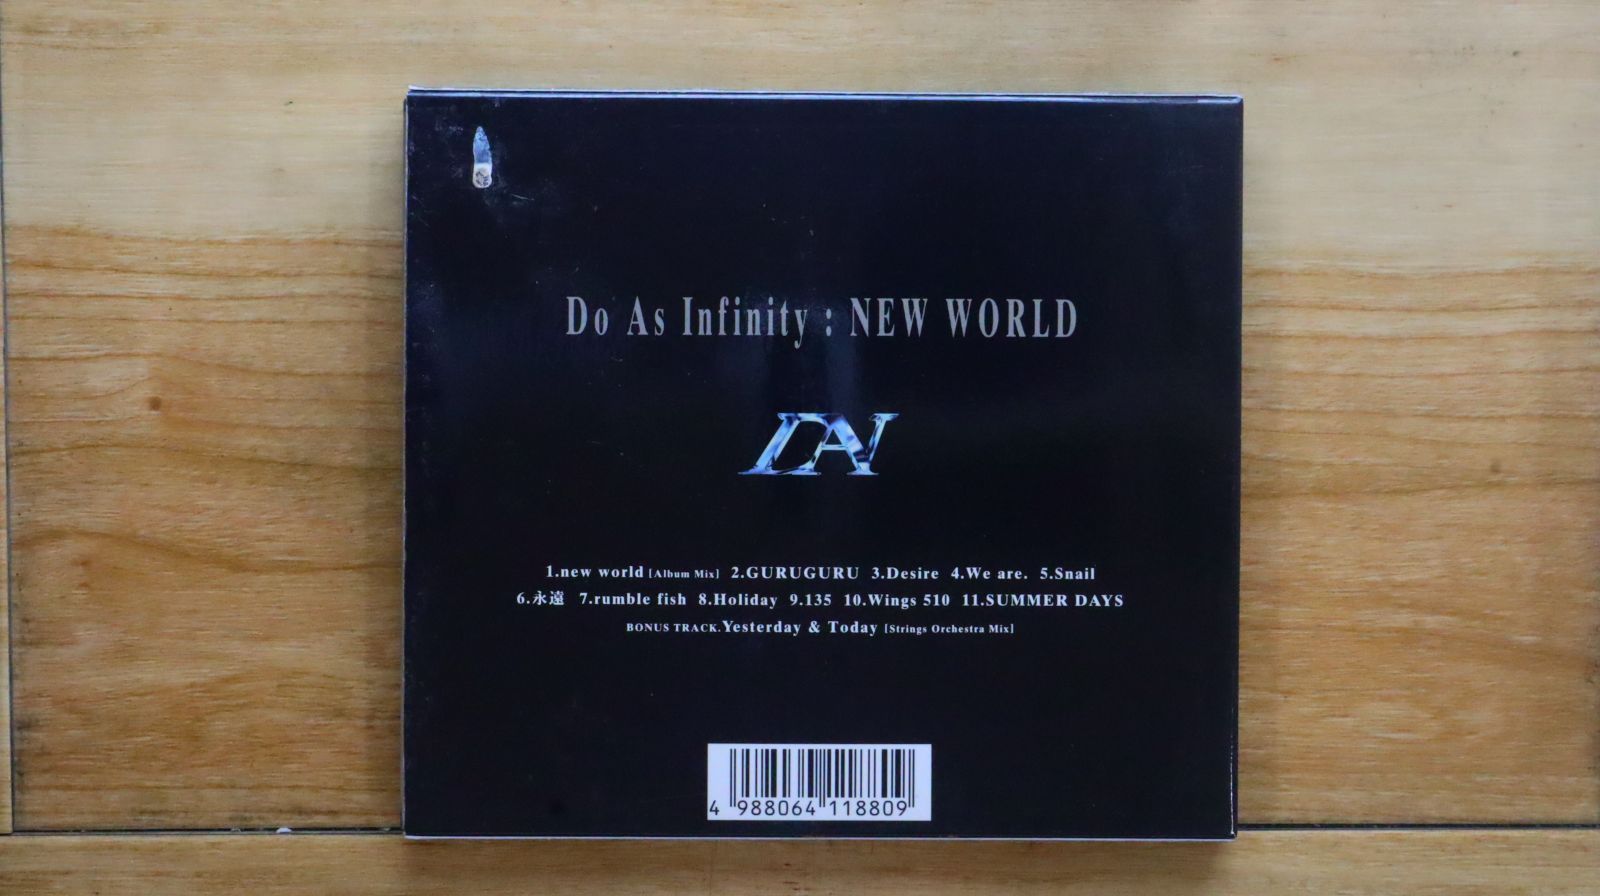 Do As Infinity : NEW WORLD
DAI
1.new world [Album Mix] 2.GURUGURU 3.Desire 4.We are. 5.Snail
6.永遠 7.rumble fish 8.Holiday 9.135 10.Wings 510 11.SUMMER DAYS
BONUS TRACK.Yesterday & Today [Strings Orchestra Mix]
4 988064 118809